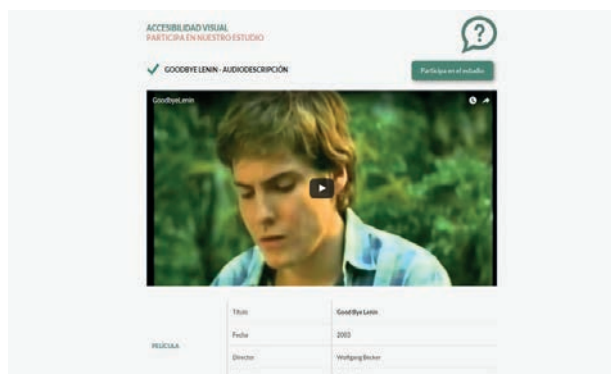 ACCESIBILIDAD VISUAL
PARTICIPA EN NUESTRO ESTUDIO
?
GOODBYE LENIN - AUDIODESCRIPCIÓN
Participa en el estudio
GoodbyeLenin
Título Good Bye Lenin
Fecha 2003
PELÍCULA
Director Wolfgang Becker